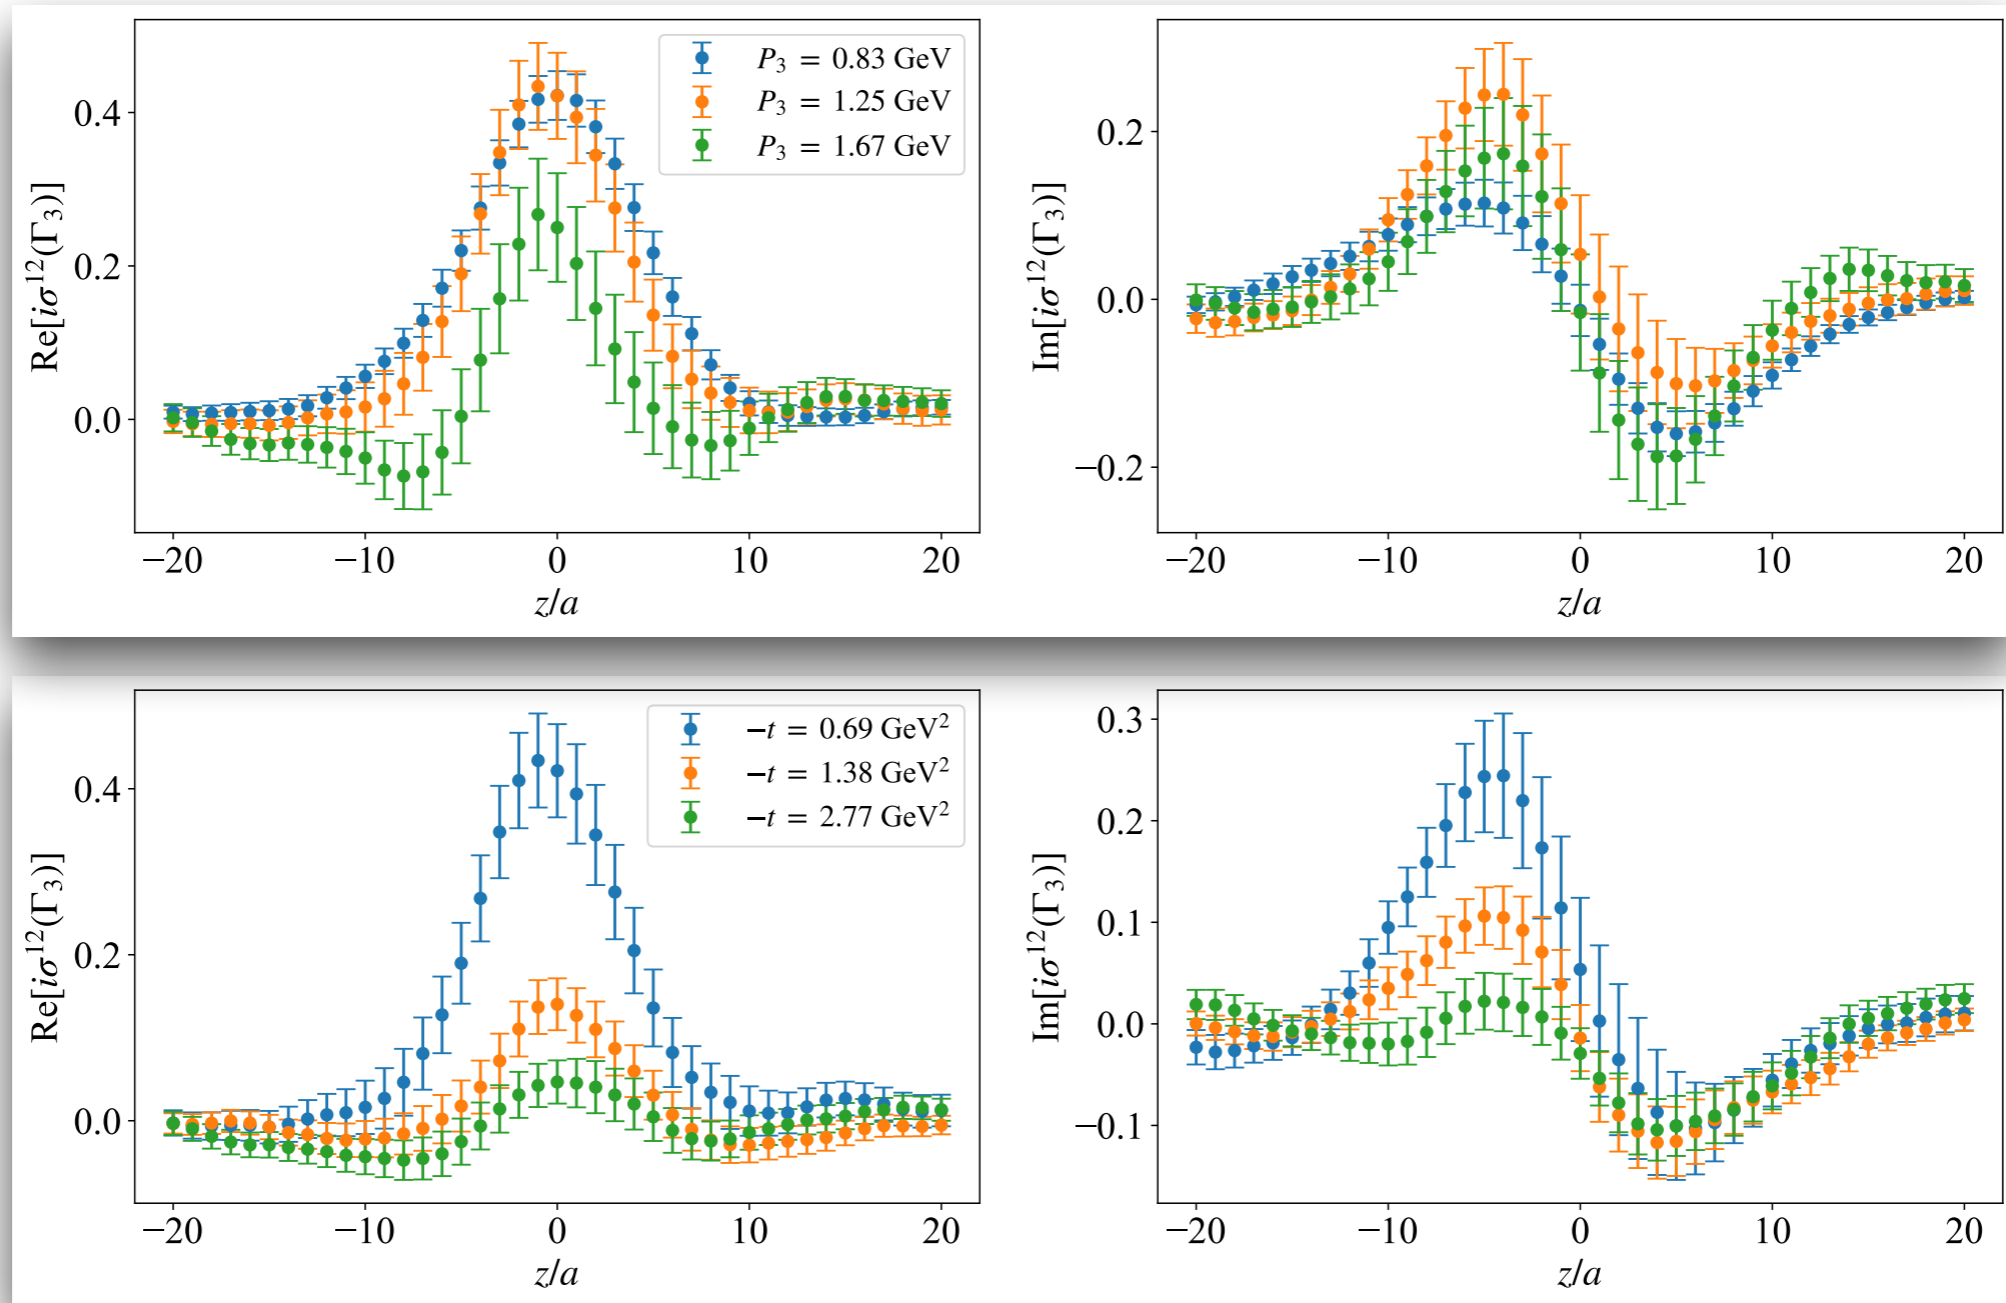 Re[iσ¹²(Γ₃)]
0.4
0.2
0.0
−20
−10
0
10
20
z/a
P₃ = 0.83 GeV
P₃ = 1.25 GeV
P₃ = 1.67 GeV
Im[iσ¹²(Γ₃)]
0.2
0.0
−0.2
−20
−10
0
10
20
z/a
Re[iσ¹²(Γ₃)]
0.4
0.2
0.0
−20
−10
0
10
20
z/a
−t = 0.69 GeV²
−t = 1.38 GeV²
−t = 2.77 GeV²
Im[iσ¹²(Γ₃)]
0.3
0.2
0.1
0.0
−0.1
−20
−10
0
10
20
z/a